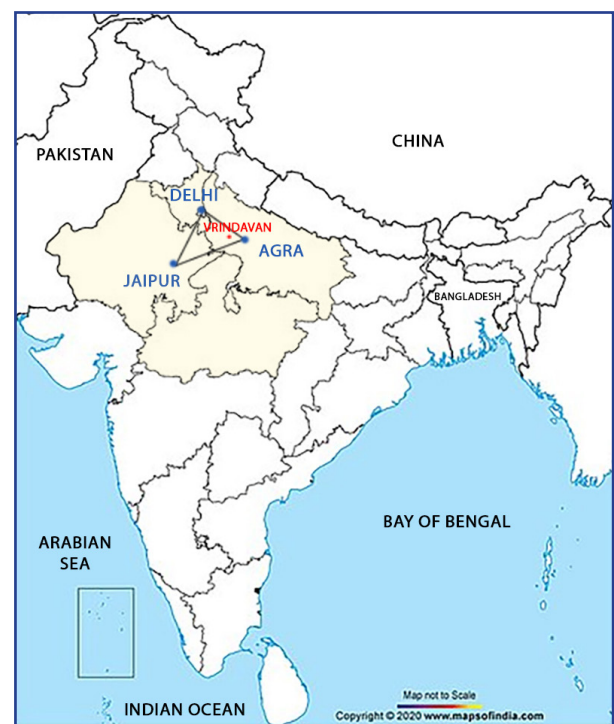 CHINA
PAKISTAN
DELHI
VRINDAVAN
AGRA
JAIPUR
BANGLADESH
BAY OF BENGAL
ARABIAN
SEA
INDIAN OCEAN
Map not to Scale
Copyright © 2020 www.mapsofindia.com